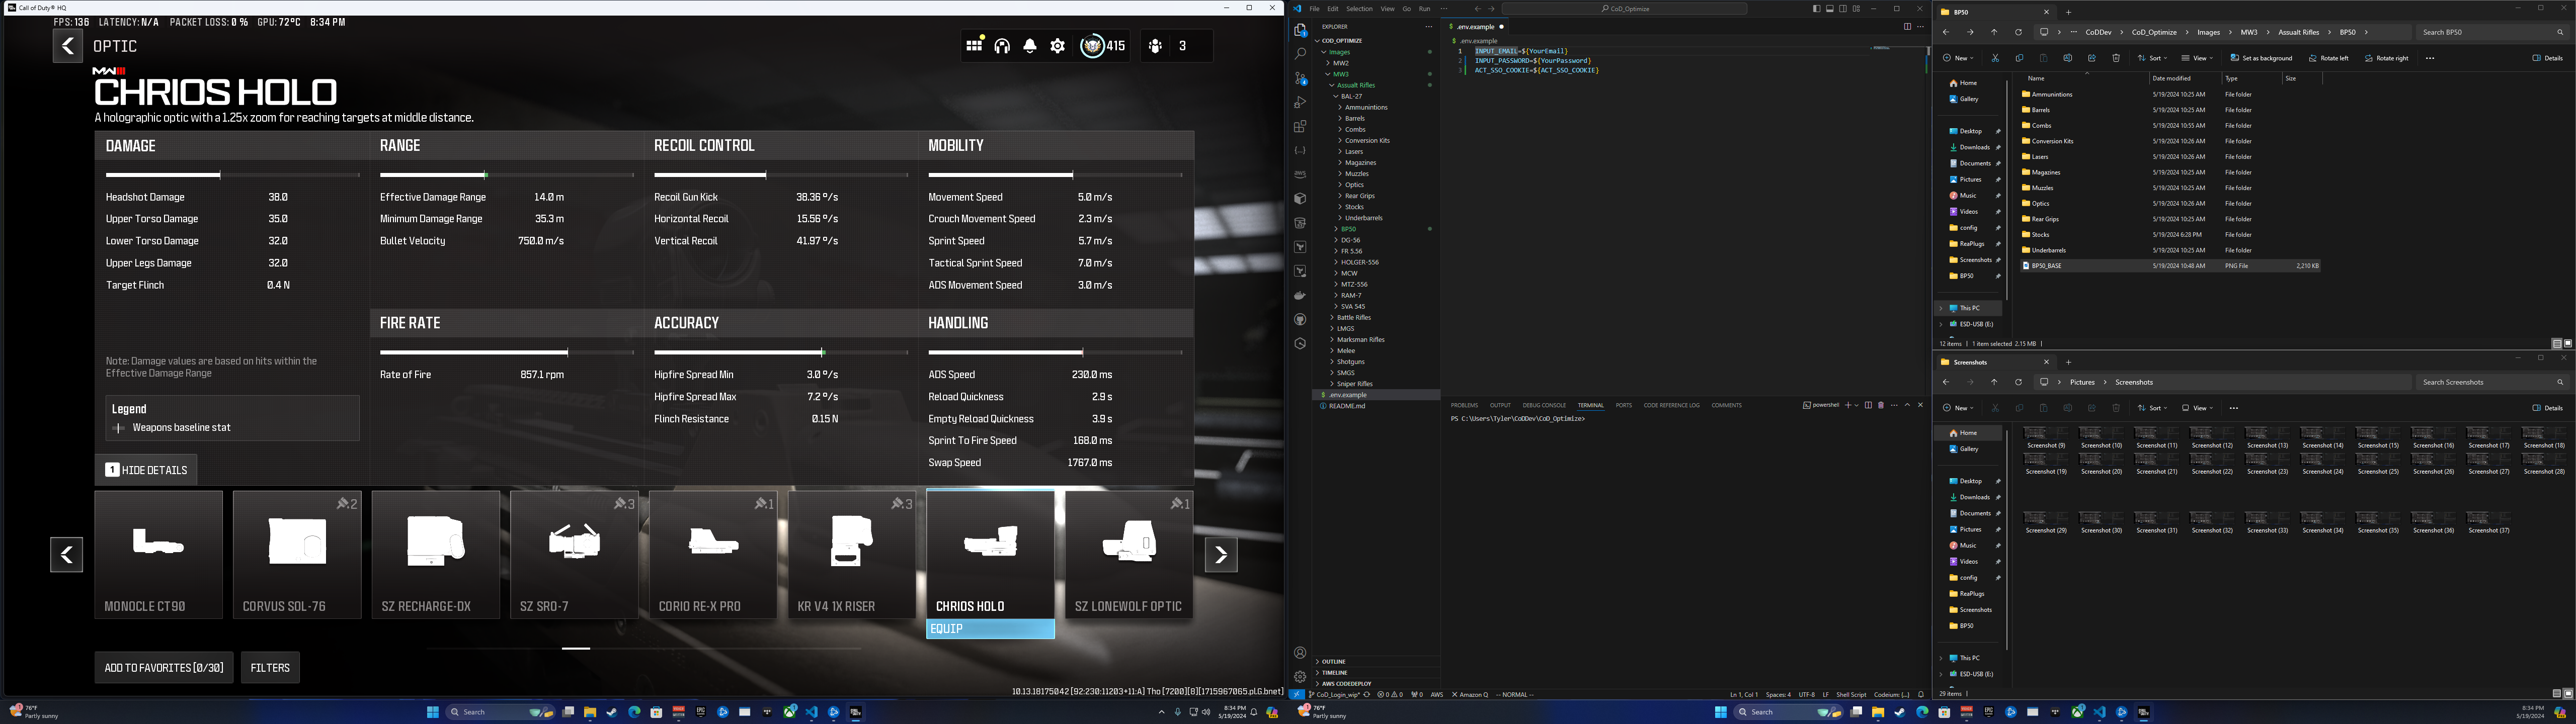 Call of Duty® HQ
FPS: 136 LATENCY: N/A PACKET LOSS: 0 % GPU: 72°C 8:34 PM
OPTIC
415
3
MWIII
CHRIOS HOLO
A holographic optic with a 1.25x zoom for reaching targets at middle distance.
DAMAGE
Headshot Damage 38.0
Upper Torso Damage 35.0
Lower Torso Damage 32.0
Upper Legs Damage 32.0
Target Flinch 0.4 N
Note: Damage values are based on hits within the
Effective Damage Range
Legend
Weapons baseline stat
1 HIDE DETAILS
RANGE
Effective Damage Range 14.0 m
Minimum Damage Range 35.3 m
Bullet Velocity 750.0 m/s
RECOIL CONTROL
Recoil Gun Kick 38.36 º/s
Horizontal Recoil 15.56 º/s
Vertical Recoil 41.97 º/s
MOBILITY
Movement Speed 5.0 m/s
Crouch Movement Speed 2.3 m/s
Sprint Speed 5.7 m/s
Tactical Sprint Speed 7.0 m/s
ADS Movement Speed 3.0 m/s
FIRE RATE
Rate of Fire 857.1 rpm
ACCURACY
Hipfire Spread Min 3.0 º/s
Hipfire Spread Max 7.2 º/s
Flinch Resistance 0.15 N
HANDLING
ADS Speed 230.0 ms
Reload Quickness 2.9 s
Empty Reload Quickness 3.9 s
Sprint To Fire Speed 168.0 ms
Swap Speed 1767.0 ms
2
3
1
3
1
MONOCLE CT90
CORVUS SOL-76
SZ RECHARGE-DX
SZ SRO-7
CORIO RE-X PRO
KR V4 1X RISER
CHRIOS HOLO
SZ LONEWOLF OPTIC
EQUIP
ADD TO FAVORITES [0/30]
FILTERS
10.13.18175042 [92:230:11203+11:A] Tho [7200][8][1715967065.pl.G.bnet]
76°F
Partly sunny
Search
8:34 PM
5/19/2024
File Edit Selection View Go Run ···
CoD_Optimize
EXPLORER
COD_OPTIMIZE
Images
MW2
MW3
Assualt Rifles
BAL-27
Ammunintions
Barrels
Combs
Conversion Kits
Lasers
Magazines
Muzzles
Optics
Rear Grips
Stocks
Underbarrels
BP50
DG-56
FR 5.56
HOLGER-556
MCW
MTZ-556
RAM-7
SVA 545
Battle Rifles
LMGS
Marksman Rifles
Melee
Shotguns
SMGS
Sniper Rifles
.env.example
README.md
OUTLINE
TIMELINE
AWS CODEDEPLOY
.env.example
.env.example
1 INPUT_EMAIL=${YourEmail}
2 INPUT_PASSWORD=${YourPassword}
3 ACT_SSO_COOKIE=${ACT_SSO_COOKIE}
PROBLEMS OUTPUT DEBUG CONSOLE TERMINAL PORTS CODE REFERENCE LOG COMMENTS
powershell
PS C:\Users\Tyler\CoDDev\CoD_Optimize>
CoD_Login_wip* 0 0 0 AWS Amazon Q -- NORMAL -- Ln 1, Col 1 Spaces: 4 UTF-8 LF Shell Script Codeium: {...}
76°F
Partly sunny
Search
8:34 PM
5/19/2024
BP50
CoDDev > CoD_Optimize > Images > MW3 > Assualt Rifles > BP50 >
Search BP50
New Sort View Set as background Rotate left Rotate right Details
Home
Gallery
Desktop
Downloads
Documents
Pictures
Music
Videos
config
ReaPlugs
Screenshots
BP50
This PC
ESD-USB (E:)
Name Date modified Type Size
Ammunintions 5/19/2024 10:25 AM File folder
Barrels 5/19/2024 10:25 AM File folder
Combs 5/19/2024 10:55 AM File folder
Conversion Kits 5/19/2024 10:26 AM File folder
Lasers 5/19/2024 10:26 AM File folder
Magazines 5/19/2024 10:25 AM File folder
Muzzles 5/19/2024 10:25 AM File folder
Optics 5/19/2024 10:26 AM File folder
Rear Grips 5/19/2024 10:25 AM File folder
Stocks 5/19/2024 6:28 PM File folder
Underbarrels 5/19/2024 10:25 AM File folder
BP50_BASE 5/19/2024 10:48 AM PNG File 2,210 KB
12 items | 1 item selected 2.15 MB |
Screenshots
Pictures > Screenshots
Search Screenshots
New Sort View Details
Home
Gallery
Desktop
Downloads
Documents
Pictures
Music
Videos
config
ReaPlugs
Screenshots
BP50
This PC
ESD-USB (E:)
Screenshot (9) Screenshot (10) Screenshot (11) Screenshot (12) Screenshot (13) Screenshot (14) Screenshot (15) Screenshot (16) Screenshot (17) Screenshot (18)
Screenshot (19) Screenshot (20) Screenshot (21) Screenshot (22) Screenshot (23) Screenshot (24) Screenshot (25) Screenshot (26) Screenshot (27) Screenshot (28)
Screenshot (29) Screenshot (30) Screenshot (31) Screenshot (32) Screenshot (33) Screenshot (34) Screenshot (35) Screenshot (36) Screenshot (37)
29 items |
8:34 PM
5/19/2024